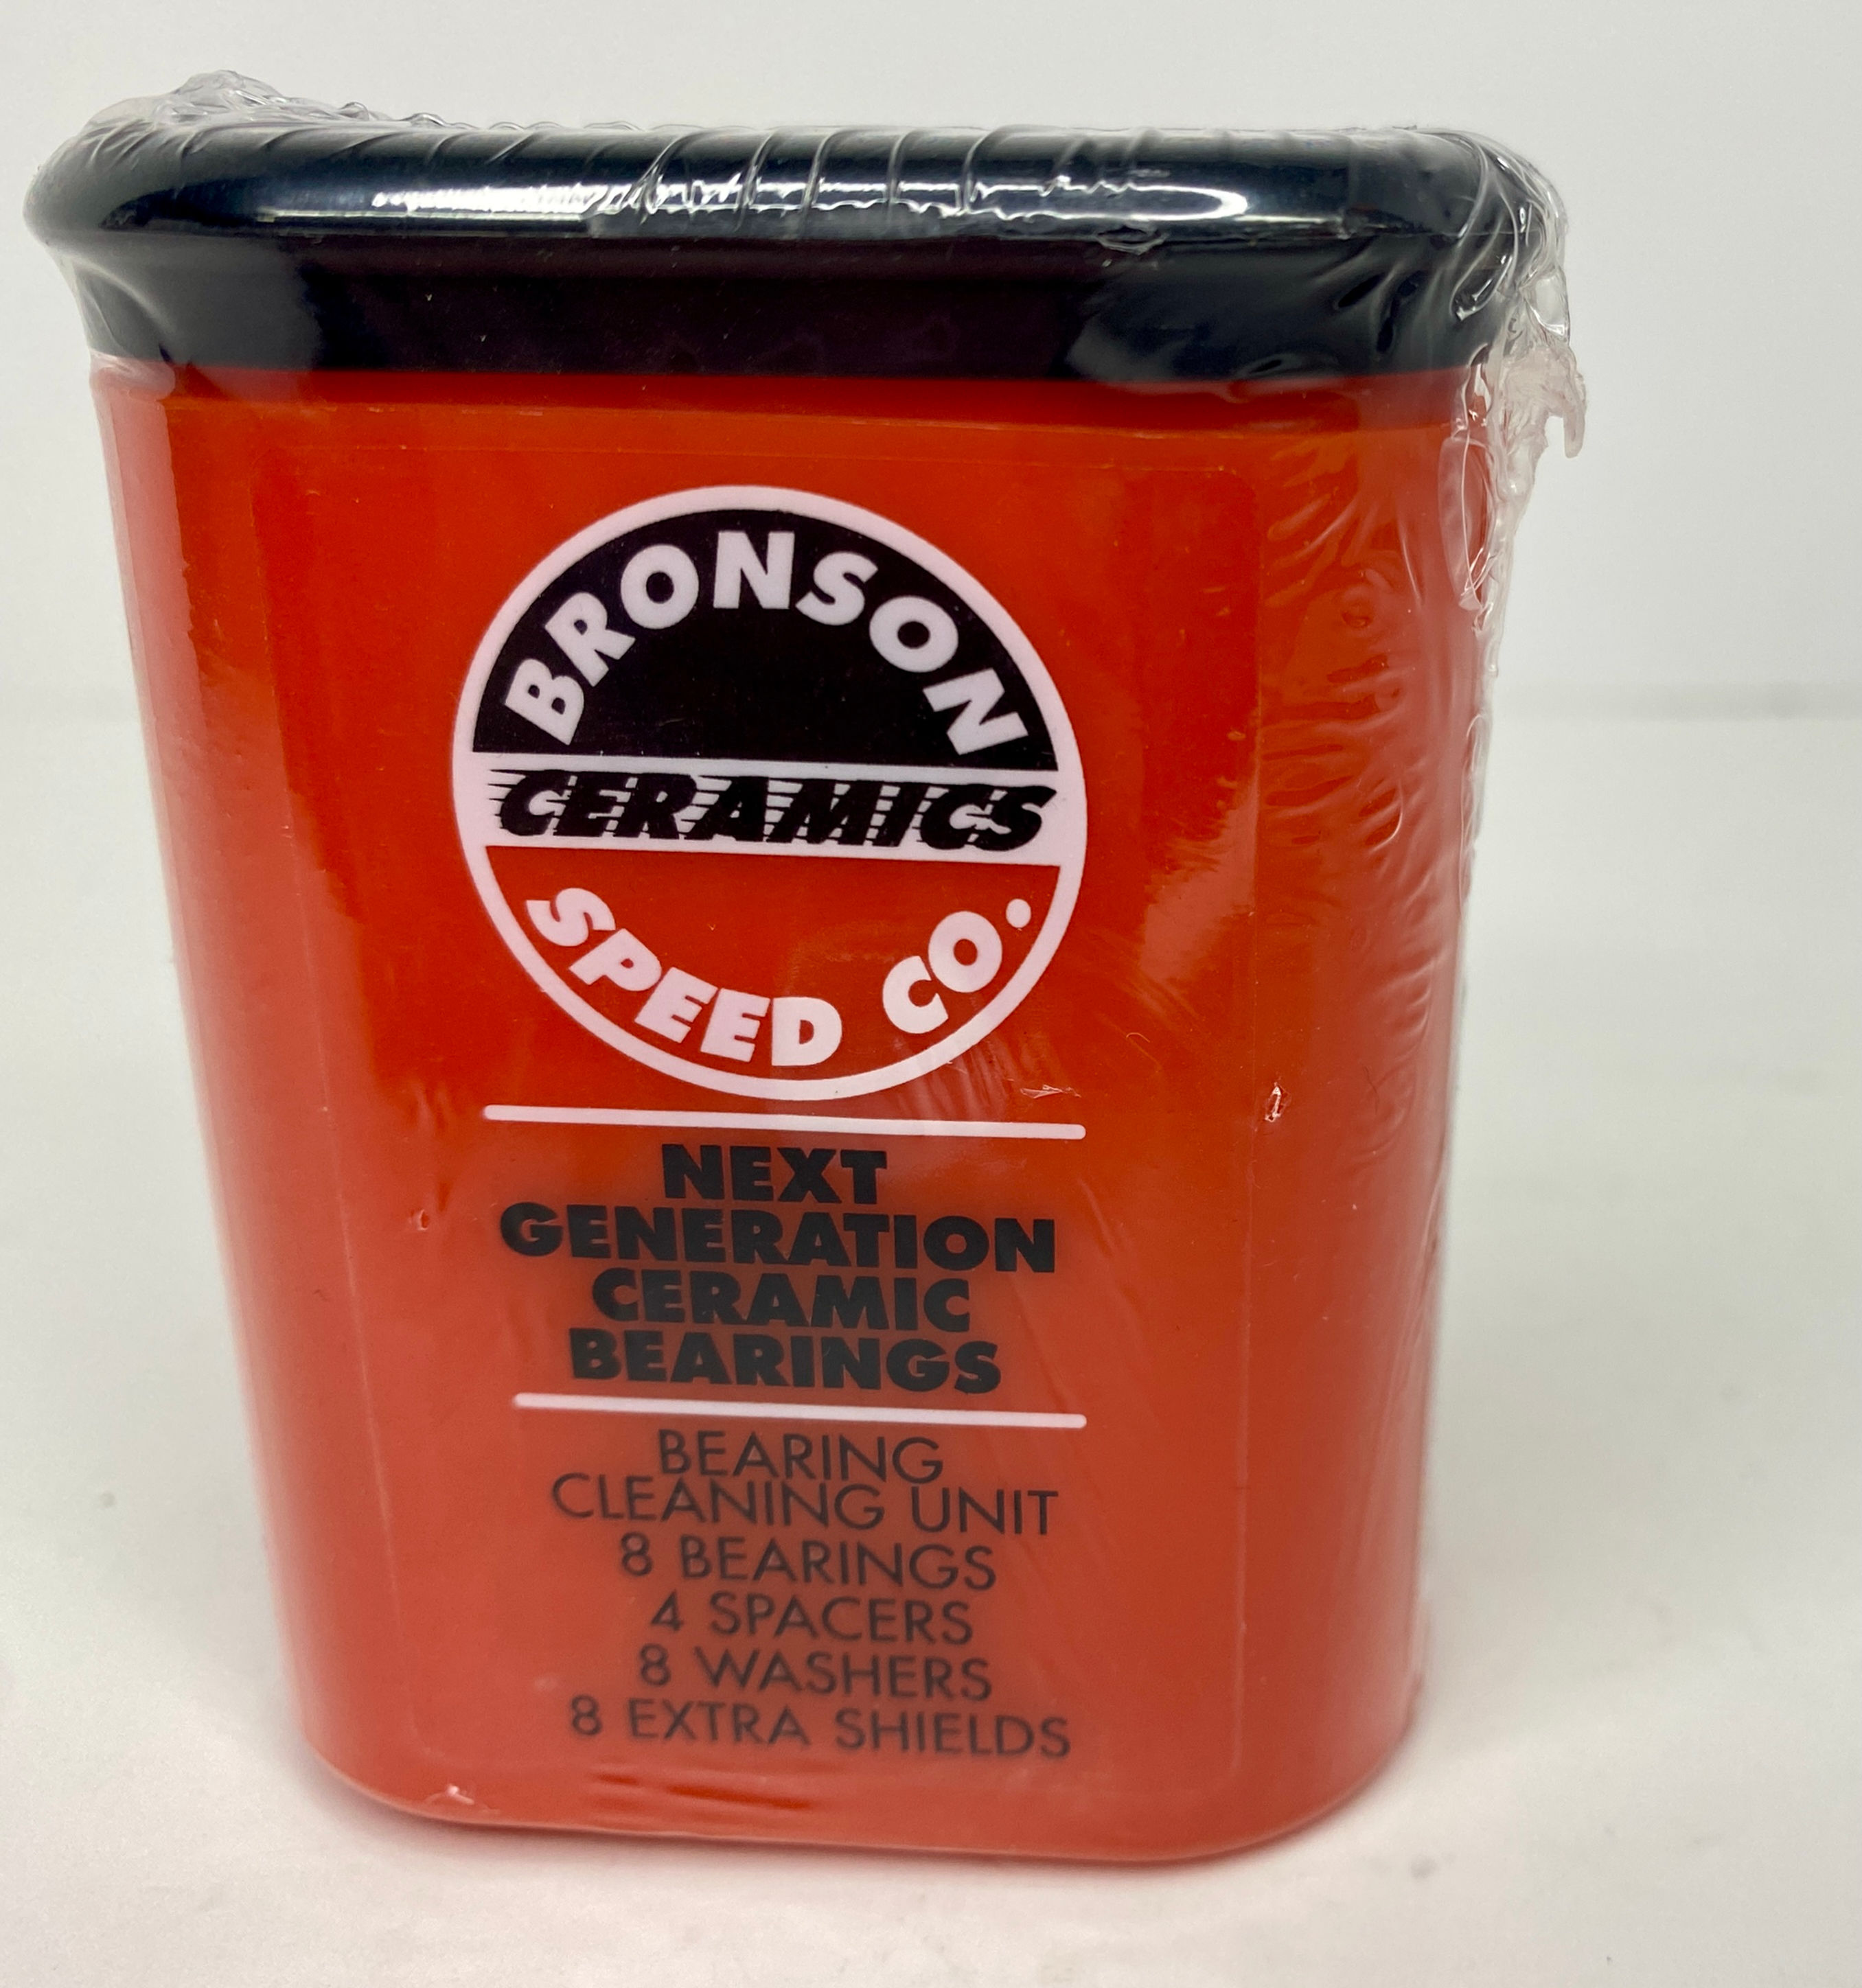 BRONSON
CERAMICS
SPEED CO.
NEXT
GENERATION
CERAMIC
BEARINGS
BEARING
CLEANING UNIT
8 BEARINGS
4 SPACERS
8 WASHERS
8 EXTRA SHIELDS